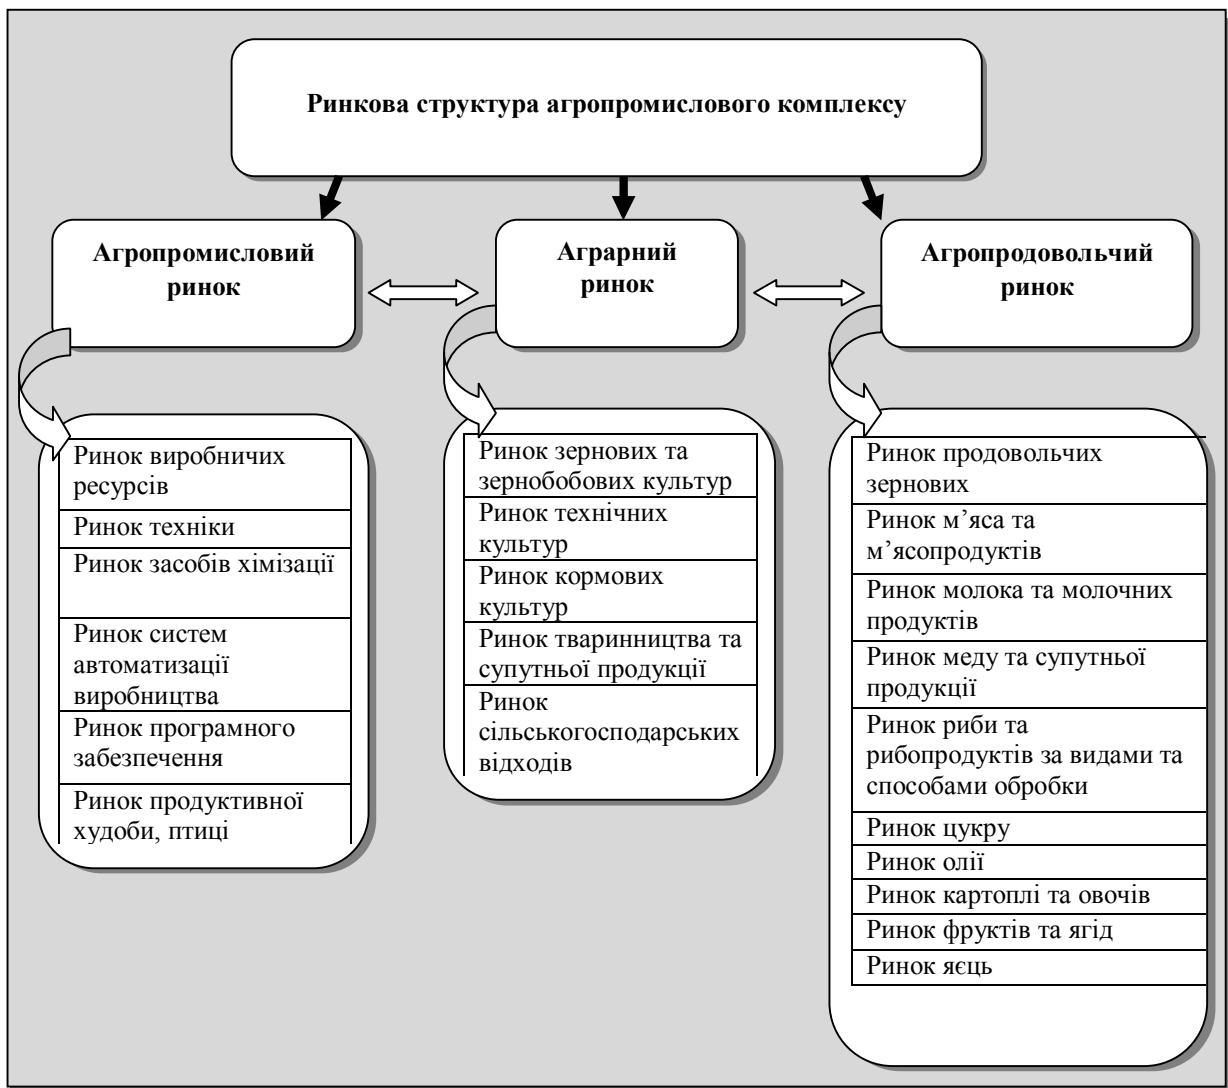 Ринкова структура агропромислового комплексу
Агропромисловий
ринок
Аграрний
ринок
Агропродовольчий
ринок
Ринок виробничих
ресурсів
Ринок техніки
Ринок засобів хімізації
Ринок систем
автоматизації
виробництва
Ринок програмного
забезпечення
Ринок продуктивної
худоби, птиці
Ринок зернових та
зернобобових культур
Ринок технічних
культур
Ринок кормових
культур
Ринок тваринництва та
супутньої продукції
Ринок
сільськогосподарських
відходів
Ринок продовольчих
зернових
Ринок м’яса та
м’ясопродуктів
Ринок молока та молочних
продуктів
Ринок меду та супутньої
продукції
Ринок риби та
рибопродуктів за видами та
способами обробки
Ринок цукру
Ринок олії
Ринок картоплі та овочів
Ринок фруктів та ягід
Ринок яєць